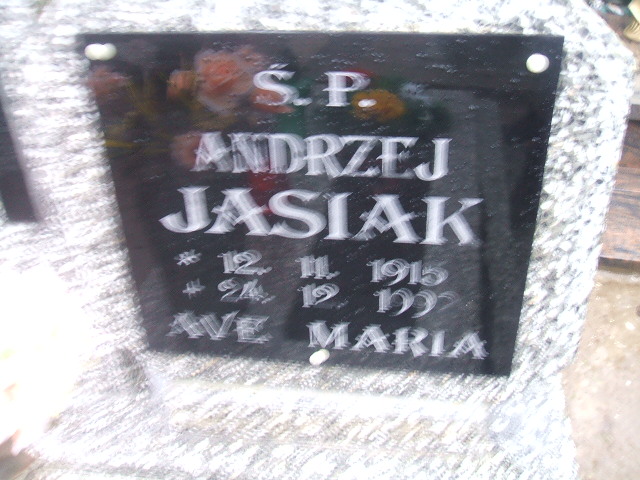 Ś. P.
ANDRZEJ
JASIAK
* 12. 11. 1915
* 24. 12.
AVE MARIA